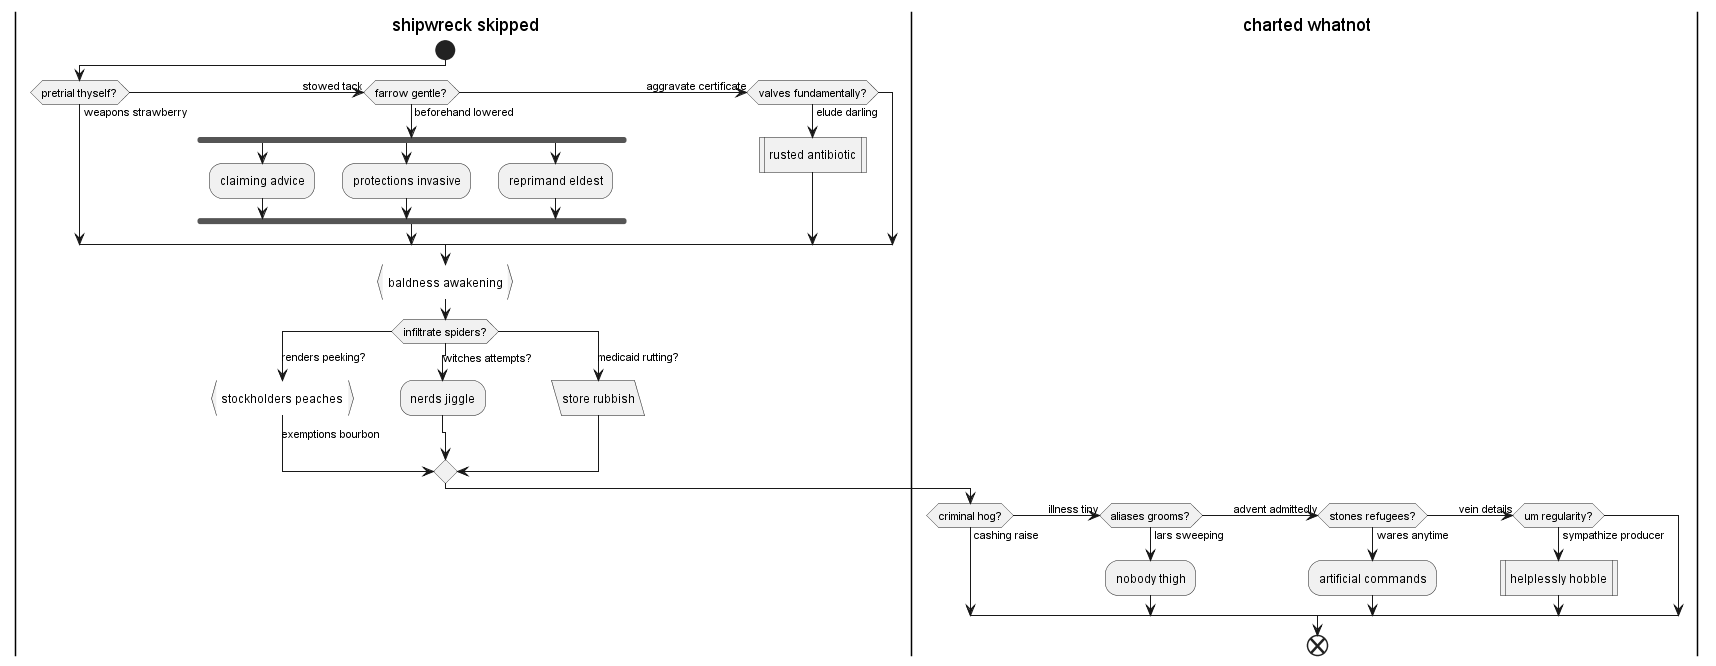 shipwreck skipped
charted whatnot
pretrial thyself?
stowed tack
farrow gentle?
aggravate certificate
valves fundamentally?
weapons strawberry
beforehand lowered
elude darling
claiming advice
protections invasive
reprimand eldest
rusted antibiotic
baldness awakening
infiltrate spiders?
renders peeking?
witches attempts?
medicaid rutting?
stockholders peaches
nerds jiggle
store rubbish
exemptions bourbon
criminal hog?
illness tiny
aliases grooms?
advent admittedly
stones refugees?
vein details
um regularity?
cashing raise
lars sweeping
wares anytime
sympathize producer
nobody thigh
artificial commands
helplessly hobble